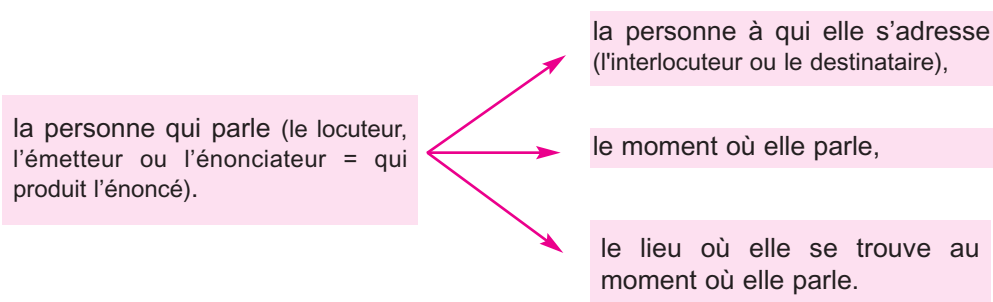 la personne qui parle (le locuteur,
l’émetteur ou l’énonciateur = qui
produit l’énoncé).
la personne à qui elle s’adresse
(l'interlocuteur ou le destinataire),
le moment où elle parle,
le lieu où elle se trouve au
moment où elle parle.